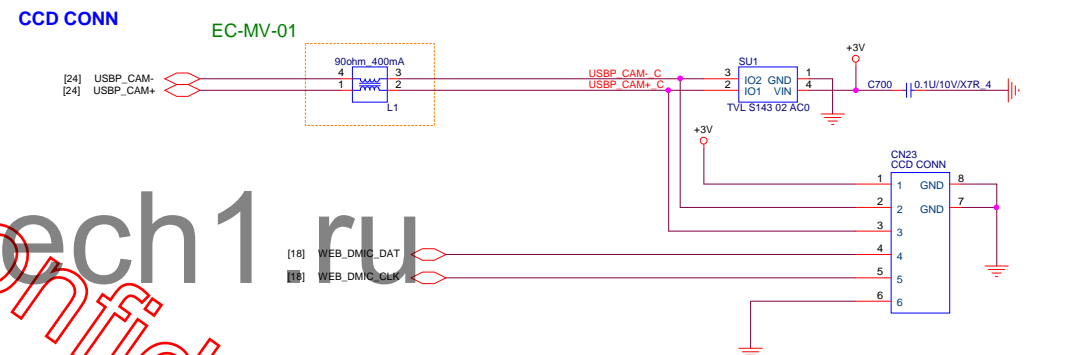 CCD CONN
EC-MV-01
90ohm_400mA
[24] USBP_CAM-
[24] USBP_CAM+
4 3
1 2
L1
USBP_CAM-_C
USBP_CAM+_C
SU1
3 IO2 GND 1
2 IO1 VIN 4
TVL S143 02 AC0
+3V
C700 0.1U/10V/X7R_4
+3V
CN23
CCD CONN
1 1 GND 8
2 2 GND 7
3 3
[18] WEB_DMIC_DAT 4 4
[18] WEB_DMIC_CLK 5 5
6 6
ech1 ru
onfid